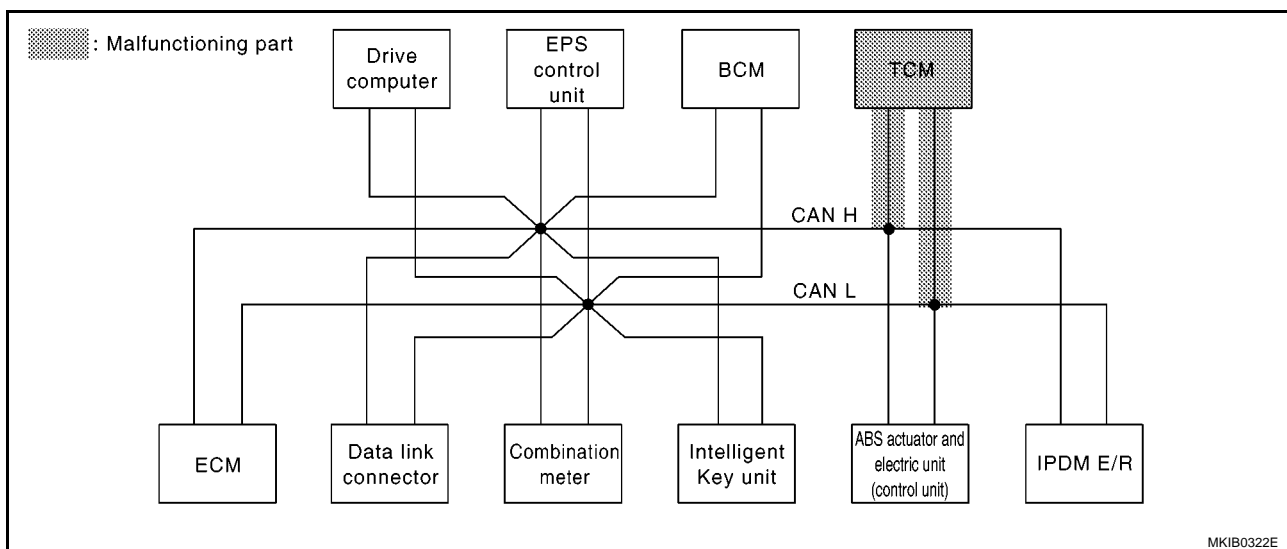 : Malfunctioning part
Drive
computer
EPS
control
unit
BCM
TCM
CAN H
CAN L
ECM
Data link
connector
Combination
meter
Intelligent
Key unit
ABS actuator and
electric unit
(control unit)
IPDM E/R
MKIB0322E